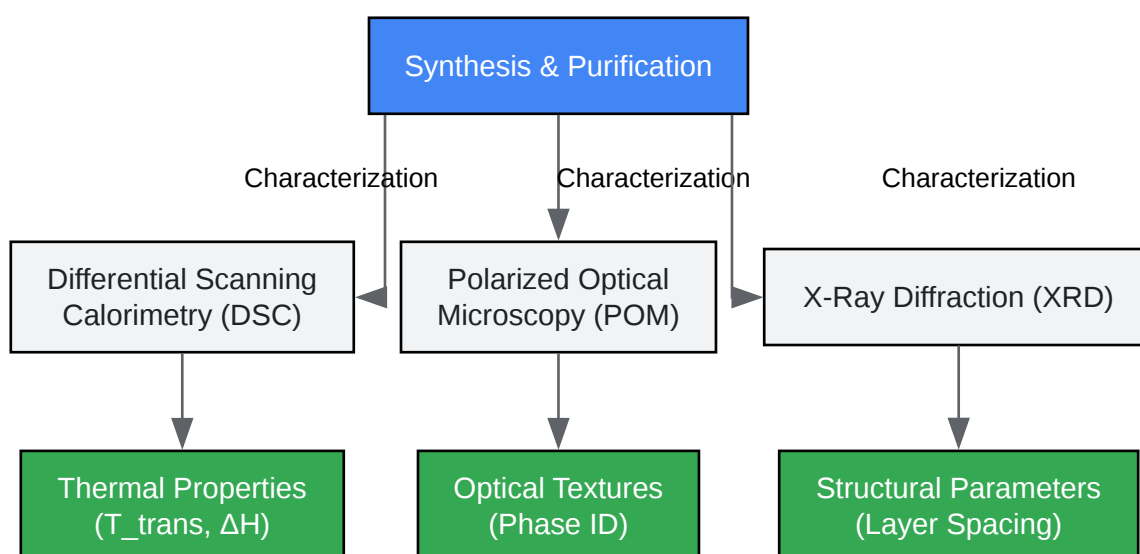 Synthesis & Purification
Characterization
Characterization
Characterization
Differential Scanning
Calorimetry (DSC)
Polarized Optical
Microscopy (POM)
X-Ray Diffraction (XRD)
Thermal Properties
(T_trans, ΔH)
Optical Textures
(Phase ID)
Structural Parameters
(Layer Spacing)